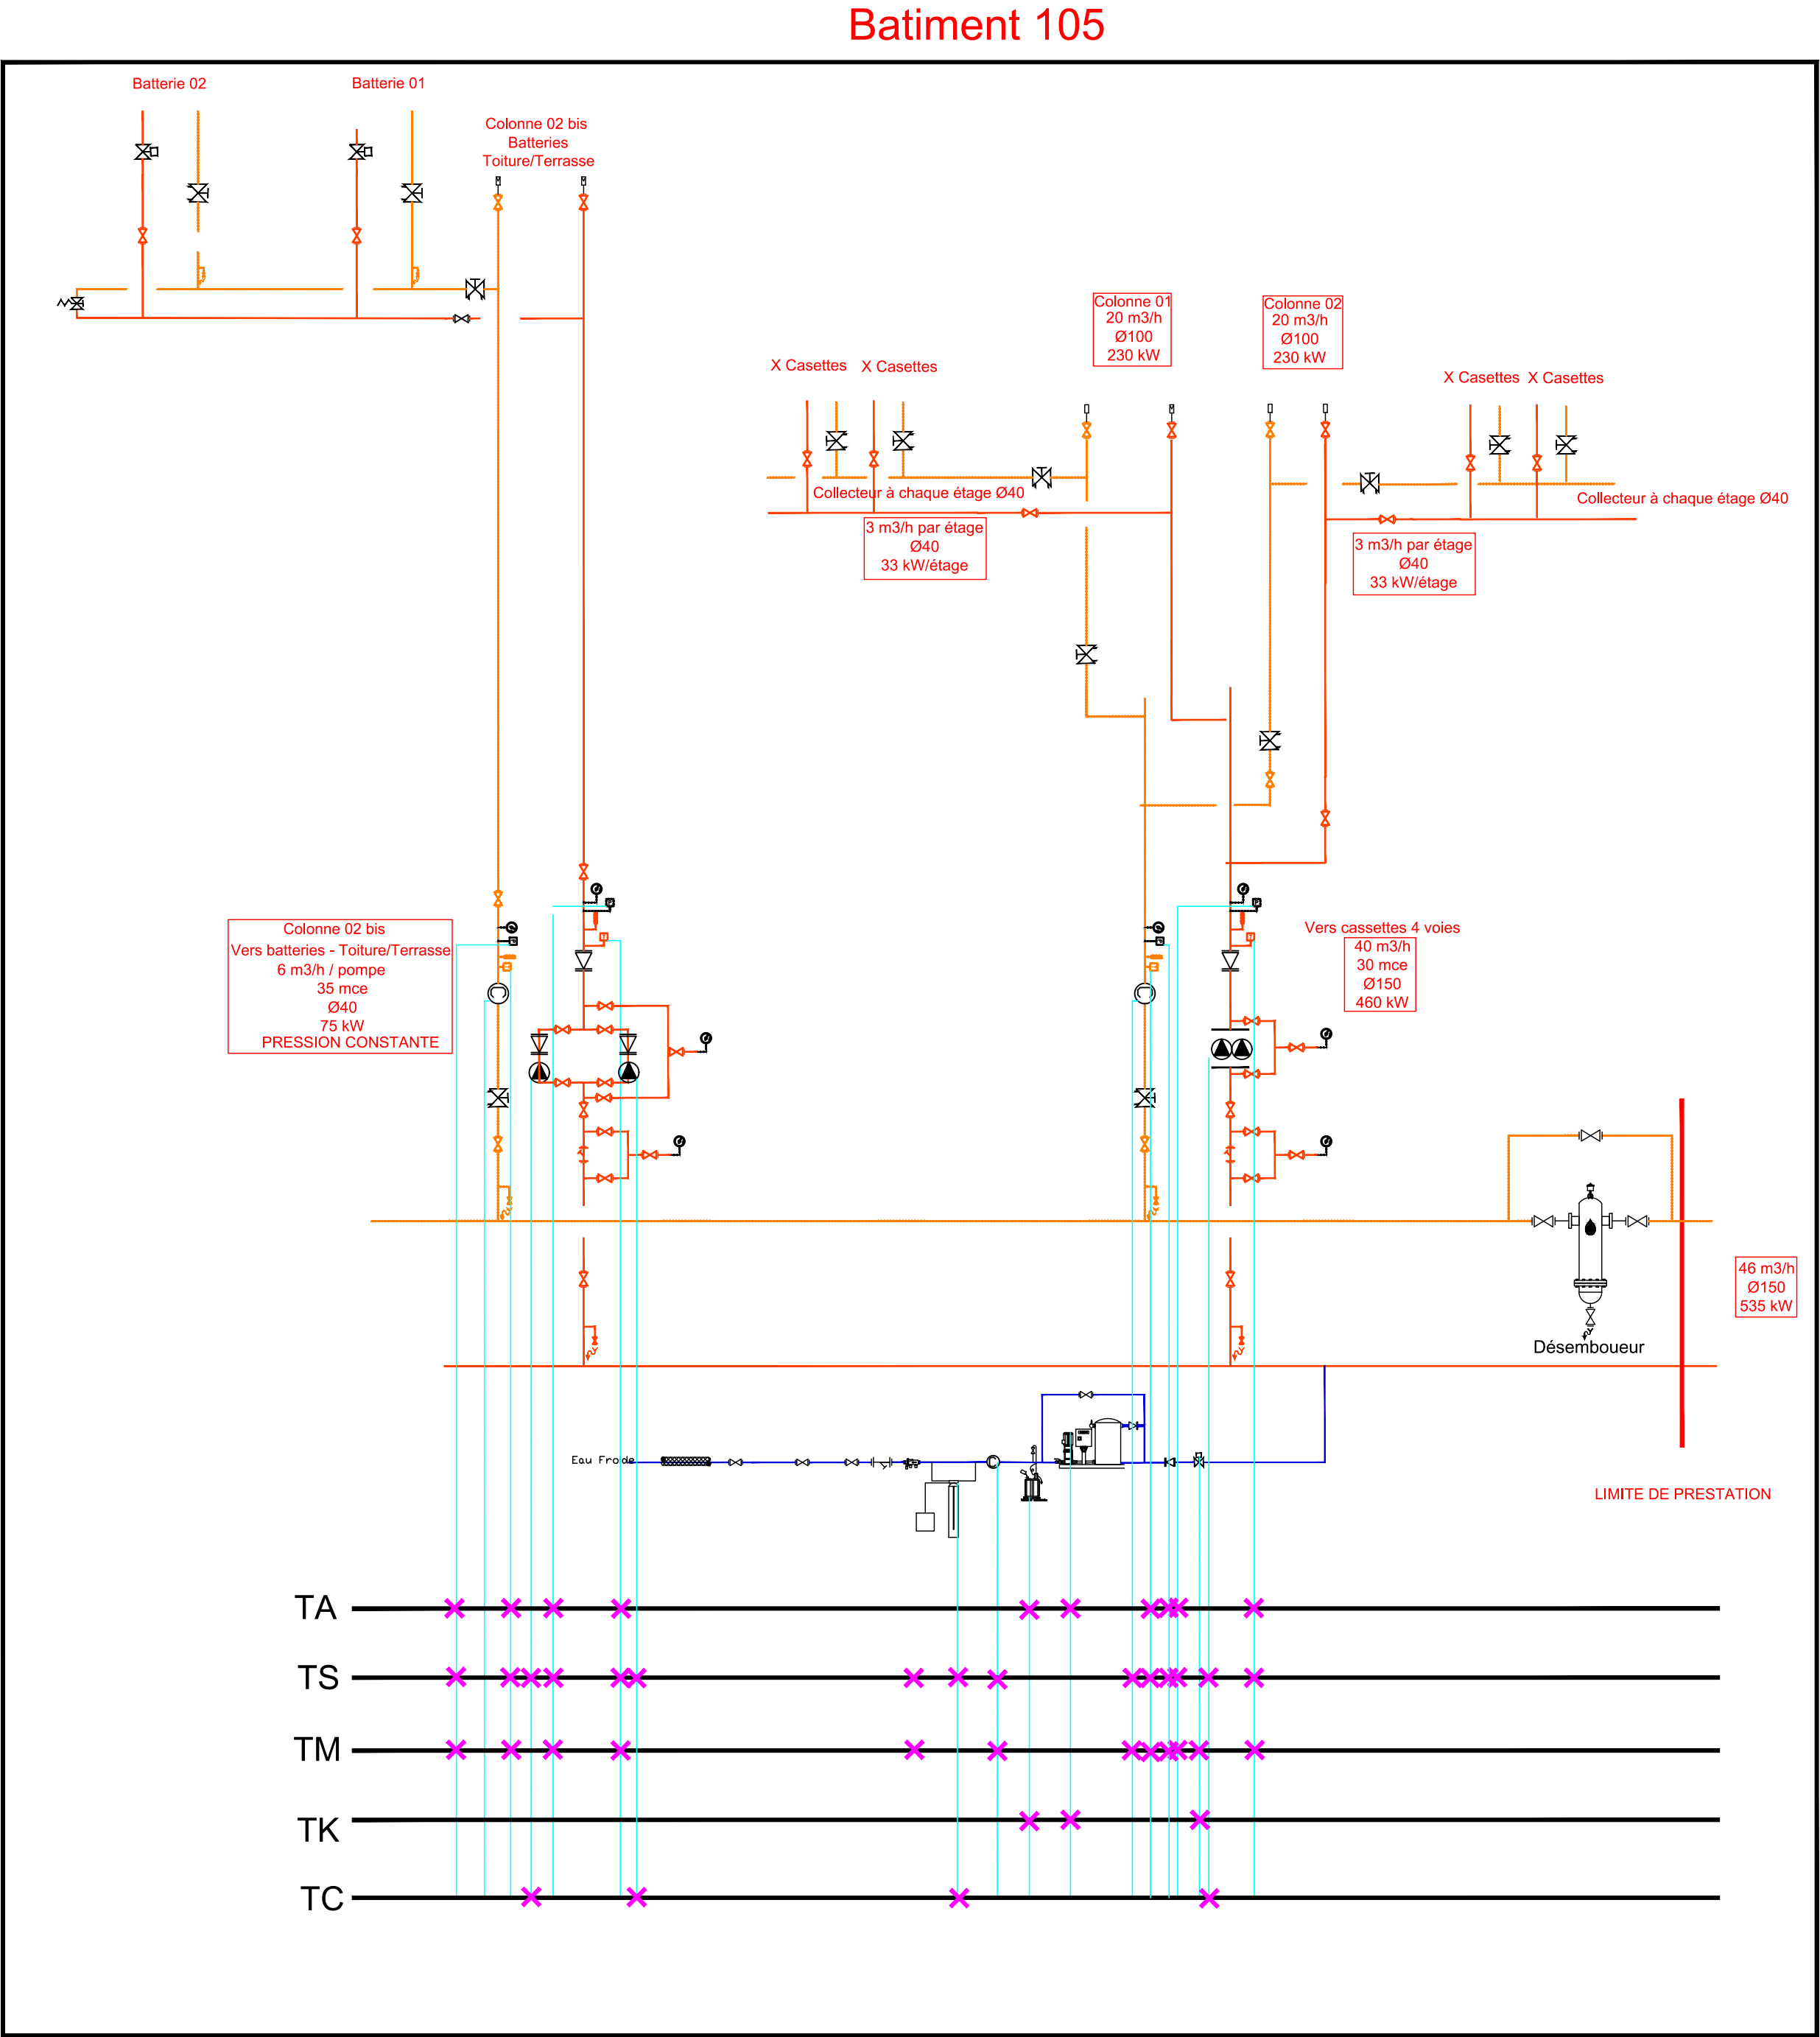 Batiment 105
Batterie 02
Batterie 01
Colonne 02 bis
Batteries
Toiture/Terrasse
Colonne 01
20 m3/h
Ø100
230 kW
Colonne 02
20 m3/h
Ø100
230 kW
X Casettes
X Casettes
X Casettes
X Casettes
Collecteur à chaque étage Ø40
Collecteur à chaque étage Ø40
3 m3/h par étage
Ø40
33 kW/étage
3 m3/h par étage
Ø40
33 kW/étage
Colonne 02 bis
Vers batteries - Toiture/Terrasse
6 m3/h / pompe
35 mce
Ø40
75 kW
PRESSION CONSTANTE
Vers cassettes 4 voies
40 m3/h
30 mce
Ø150
460 kW
46 m3/h
Ø150
535 kW
Désemboueur
Eau Froide
LIMITE DE PRESTATION
TA
TS
TM
TK
TC